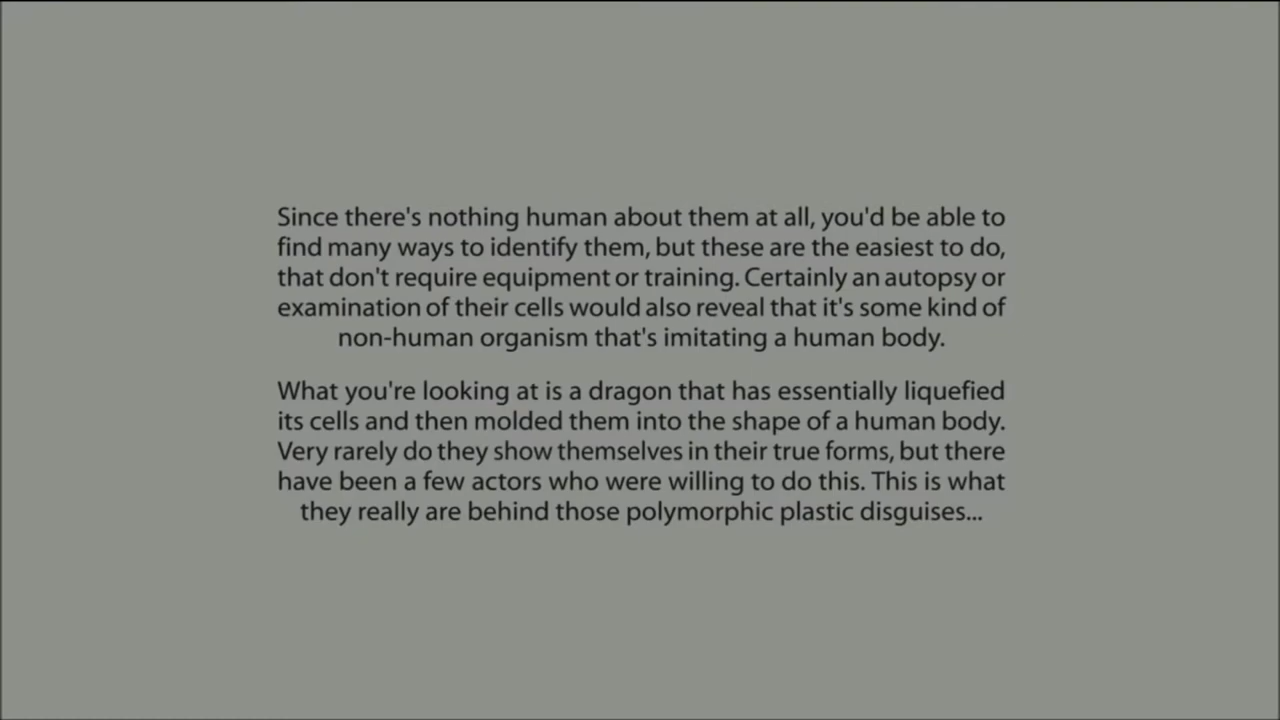 Since there's nothing human about them at all, you'd be able to
find many ways to identify them, but these are the easiest to do,
that don't require equipment or training. Certainly an autopsy or
examination of their cells would also reveal that it's some kind of
non-human organism that's imitating a human body.
What you're looking at is a dragon that has essentially liquefied
its cells and then molded them into the shape of a human body.
Very rarely do they show themselves in their true forms, but there
have been a few actors who were willing to do this. This is what
they really are behind those polymorphic plastic disguises...